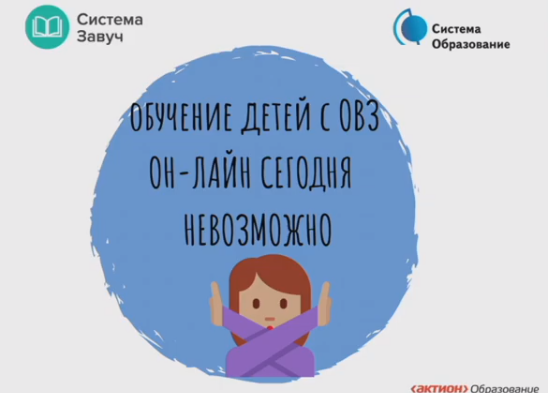 Система
Завуч
Система
Образование
ОБУЧЕНИЕ ДЕТЕЙ С ОВЗ
ОН-ЛАЙН СЕГОДНЯ
НЕВОЗМОЖНО
‹актион› Образование